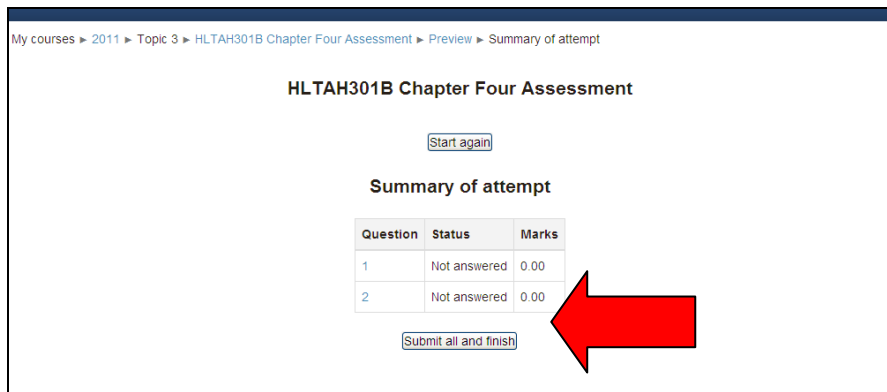 My courses ► 2011 ► Topic 3 ► HLTAH301B Chapter Four Assessment ► Preview ► Summary of attempt
HLTAH301B Chapter Four Assessment
Start again
Summary of attempt
Question Status Marks
1 Not answered 0.00
2 Not answered 0.00
Submit all and finish